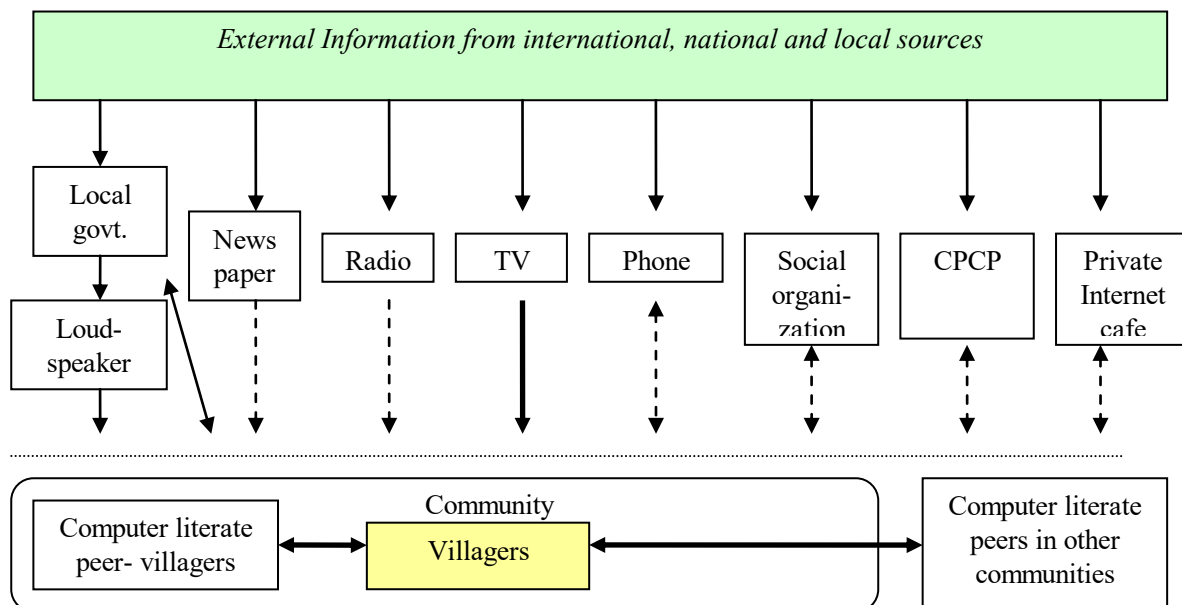 External Information from international, national and local sources
Local
govt.
News
paper
Radio
TV
Phone
Social
organi-
zation
CPCP
Private
Internet
cafe
Loud-
speaker
Community
Computer literate
peer- villagers
Villagers
Computer literate
peers in other
communities